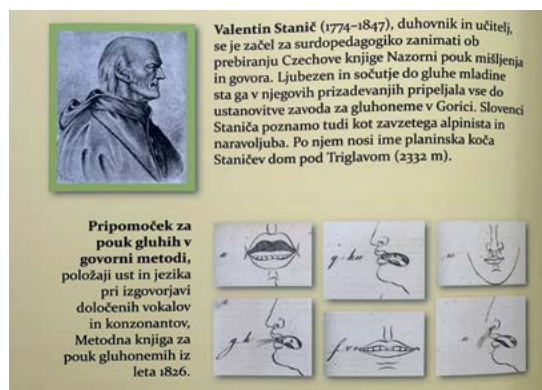 Valentin Stanič (1774–1847), duhovnik in učitelj,
se je začel za surdopedagogiko zanimati ob
prebiranju Czechove knjige Nazorni pouk mišljenja
in govora. Ljubezen in sočutje do gluhe mladine
sta ga v njegovih prizadevanjih pripeljala vse do
ustanovitve zavoda za gluhoneme v Gorici. Slovenci
Staniča poznamo tudi kot zavzetega alpinista in
naravoljuba. Po njem nosi ime planinska koča
Staničev dom pod Triglavom (2332 m).
Pripomoček za
pouk gluhih v
govorni metodi,
položaji ust in jezika
pri izgovorjavi
določenih vokalov
in konzonantov,
Metodna knjiga za
pouk gluhonemih iz
leta 1826.